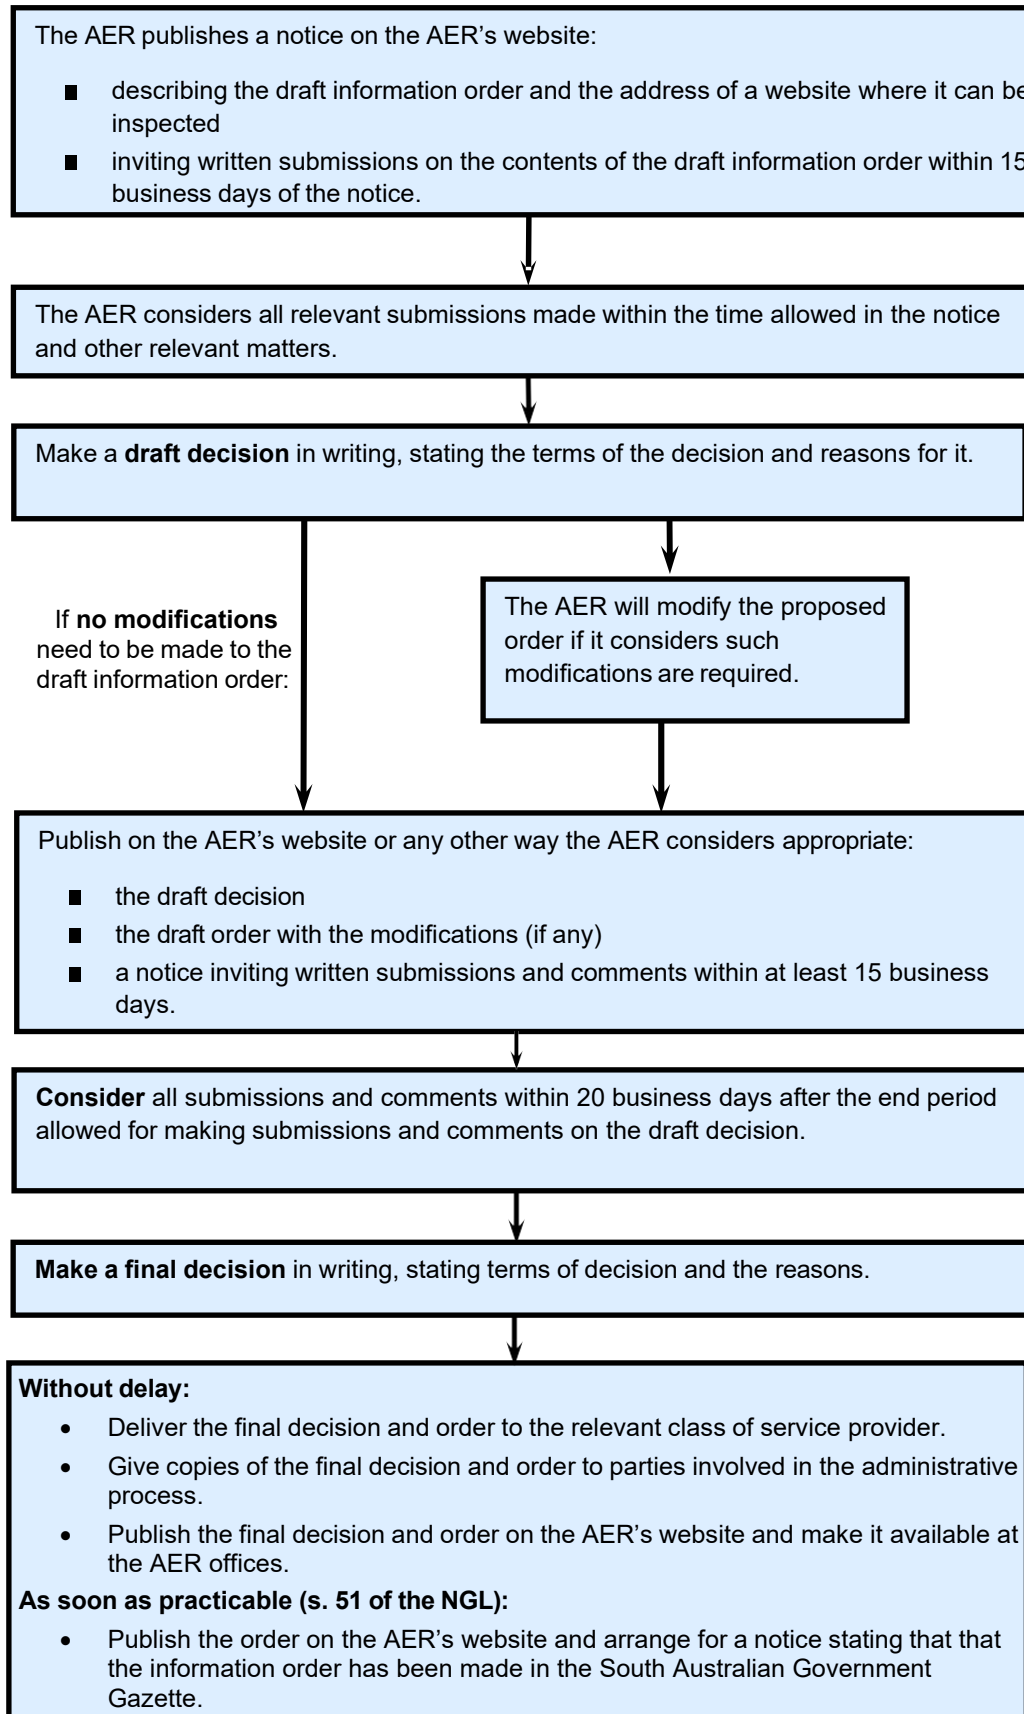 The AER publishes a notice on the AER’s website:
■ describing the draft information order and the address of a website where it can be
inspected
■ inviting written submissions on the contents of the draft information order within 15
business days of the notice.
The AER considers all relevant submissions made within the time allowed in the notice
and other relevant matters.
Make a draft decision in writing, stating the terms of the decision and reasons for it.
If no modifications
need to be made to the
draft information order:
The AER will modify the proposed
order if it considers such
modifications are required.
Publish on the AER’s website or any other way the AER considers appropriate:
■ the draft decision
■ the draft order with the modifications (if any)
■ a notice inviting written submissions and comments within at least 15 business
days.
Consider all submissions and comments within 20 business days after the end period
allowed for making submissions and comments on the draft decision.
Make a final decision in writing, stating terms of decision and the reasons.
Without delay:
• Deliver the final decision and order to the relevant class of service provider.
• Give copies of the final decision and order to parties involved in the administrative
process.
• Publish the final decision and order on the AER’s website and make it available at
the AER offices.
As soon as practicable (s. 51 of the NGL):
• Publish the order on the AER’s website and arrange for a notice stating that that
the information order has been made in the South Australian Government
Gazette.